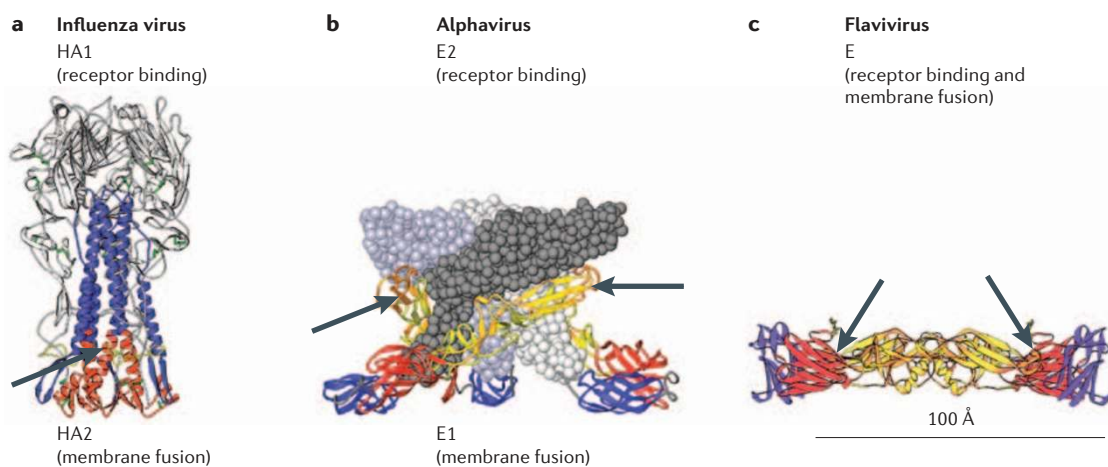 a Influenza virus
HA1
(receptor binding)
HA2
(membrane fusion)
b Alphavirus
E2
(receptor binding)
E1
(membrane fusion)
c Flavivirus
E
(receptor binding and
membrane fusion)
100 Å